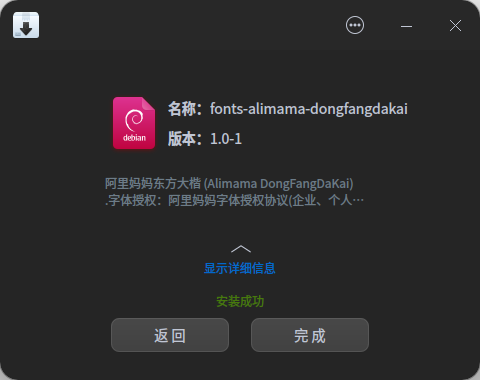 debian
名称：fonts-alimama-dongfangdakai
版本：1.0-1
阿里妈妈东方大楷 (Alimama DongFangDaKai)
.字体授权：阿里妈妈字体授权协议(企业、个人…
显示详细信息
安装成功
返回
完成